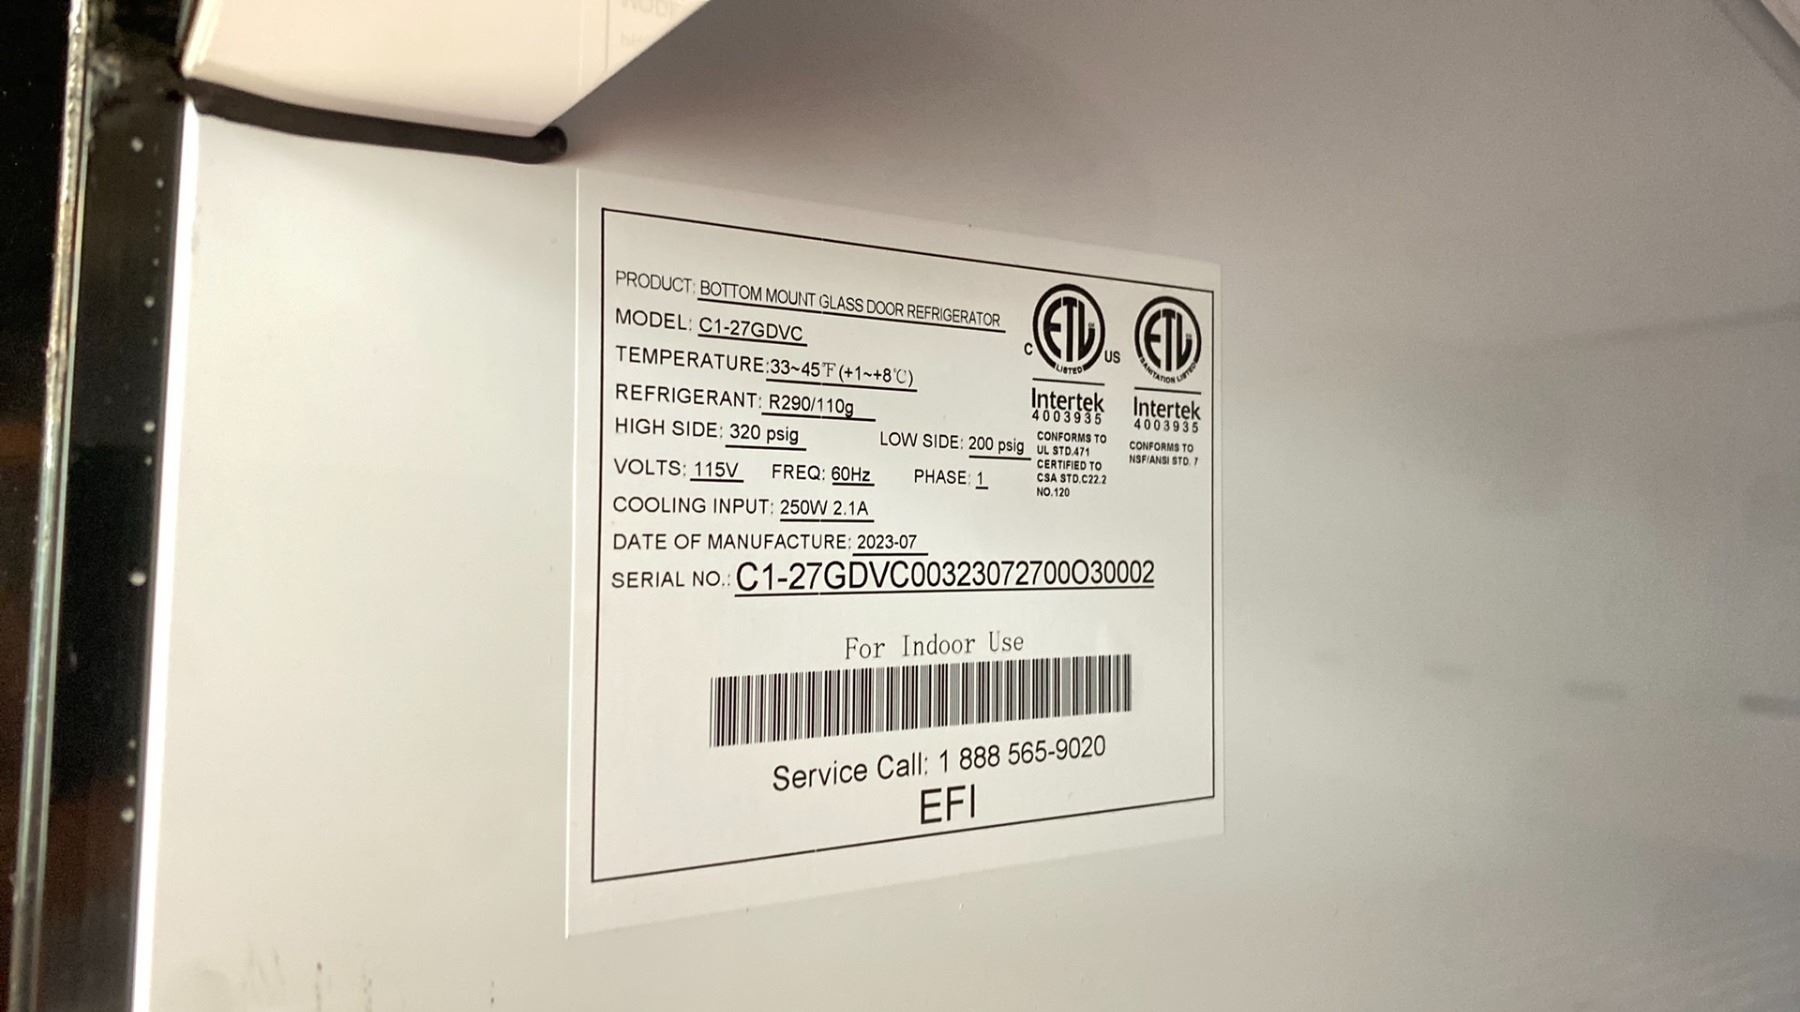 PRODUCT: BOTTOM MOUNT GLASS DOOR REFRIGERATOR
MODEL: C1-27GDVC
TEMPERATURE:33~45℉(+1~+8℃)
REFRIGERANT: R290/110g
HIGH SIDE: 320 psig LOW SIDE: 200 psig
VOLTS: 115V FREQ: 60Hz PHASE: 1
COOLING INPUT: 250W 2.1A
DATE OF MANUFACTURE: 2023-07
SERIAL NO.: C1-27GDVC00323072700O30002
C ETL US
LISTED
Intertek
4003935
CONFORMS TO
UL STD.471
CERTIFIED TO
CSA STD.C22.2
NO.120
ETL
SANITATION LISTED
Intertek
4003935
CONFORMS TO
NSF/ANSI STD. 7
For Indoor Use
Service Call: 1 888 565-9020
EFI